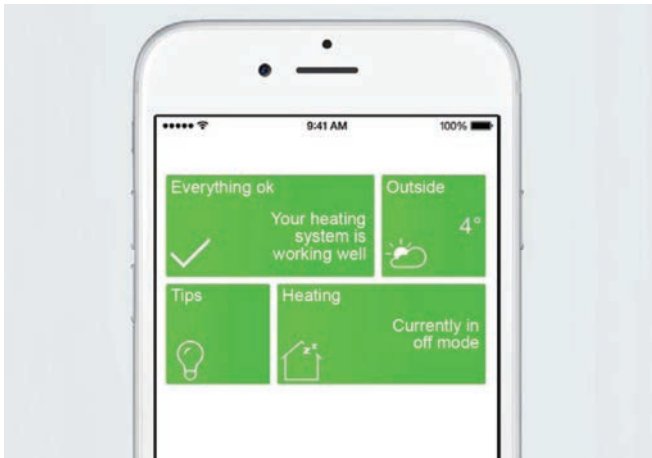 9:41 AM
100%
Everything ok
Your heating
system is
working well
Outside
4°
Tips
Heating
z z
Currently in
off mode